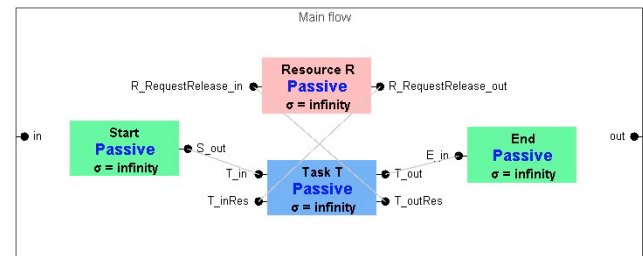 Main flow
Resource R
Passive
σ = infinity
R_RequestRelease_in
R_RequestRelease_out
in
Start
Passive
σ = infinity
S_out
End
Passive
σ = infinity
E_in
out
Task T
Passive
σ = infinity
T_in
T_out
T_inRes
T_outRes